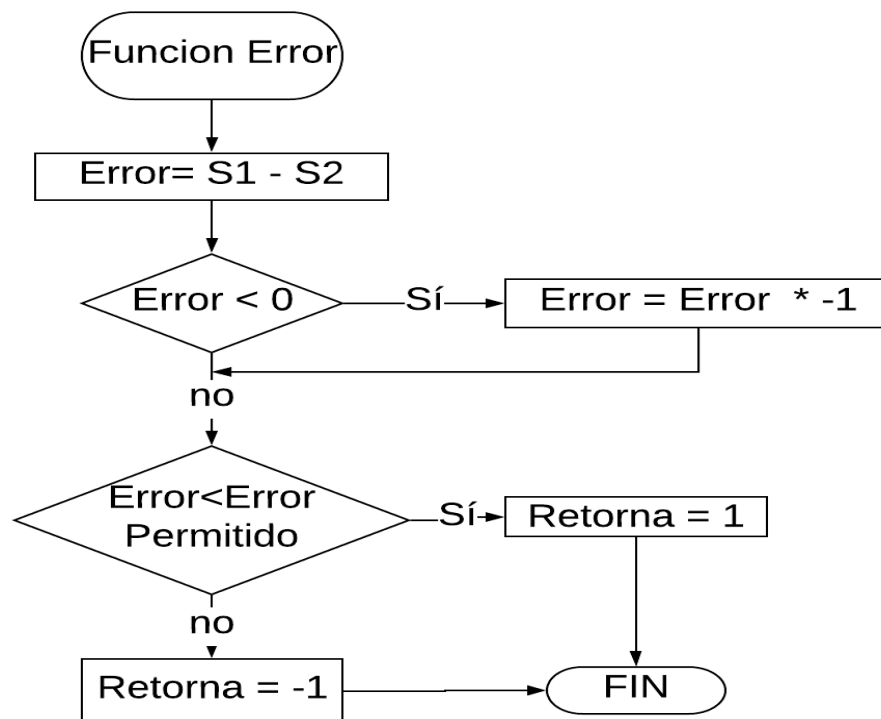 Funcion Error
Error= S1 - S2
Error < 0
Sí
Error = Error * -1
no
Error<Error
Permitido
Sí
Retorna = 1
no
Retorna = -1
FIN